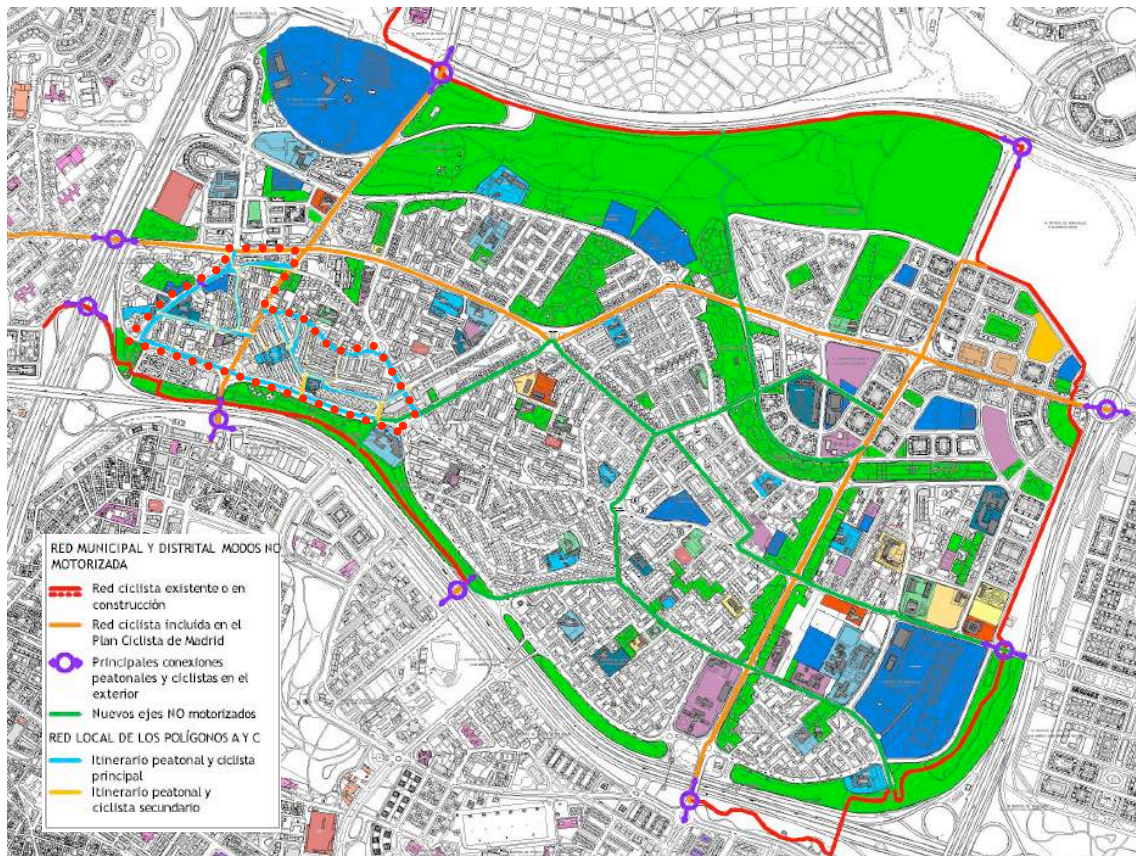 RED MUNICIPAL Y DISTRITAL MODOS NO
MOTORIZADA
Red ciclista existente o en
construcción
Red ciclista incluida en el
Plan Ciclista de Madrid
Principales conexiones
peatonales y ciclistas en el
exterior
Nuevos ejes NO motorizados
RED LOCAL DE LOS POLÍGONOS A Y C
Itinerario peatonal y ciclista
principal
Itinerario peatonal y
ciclista secundario